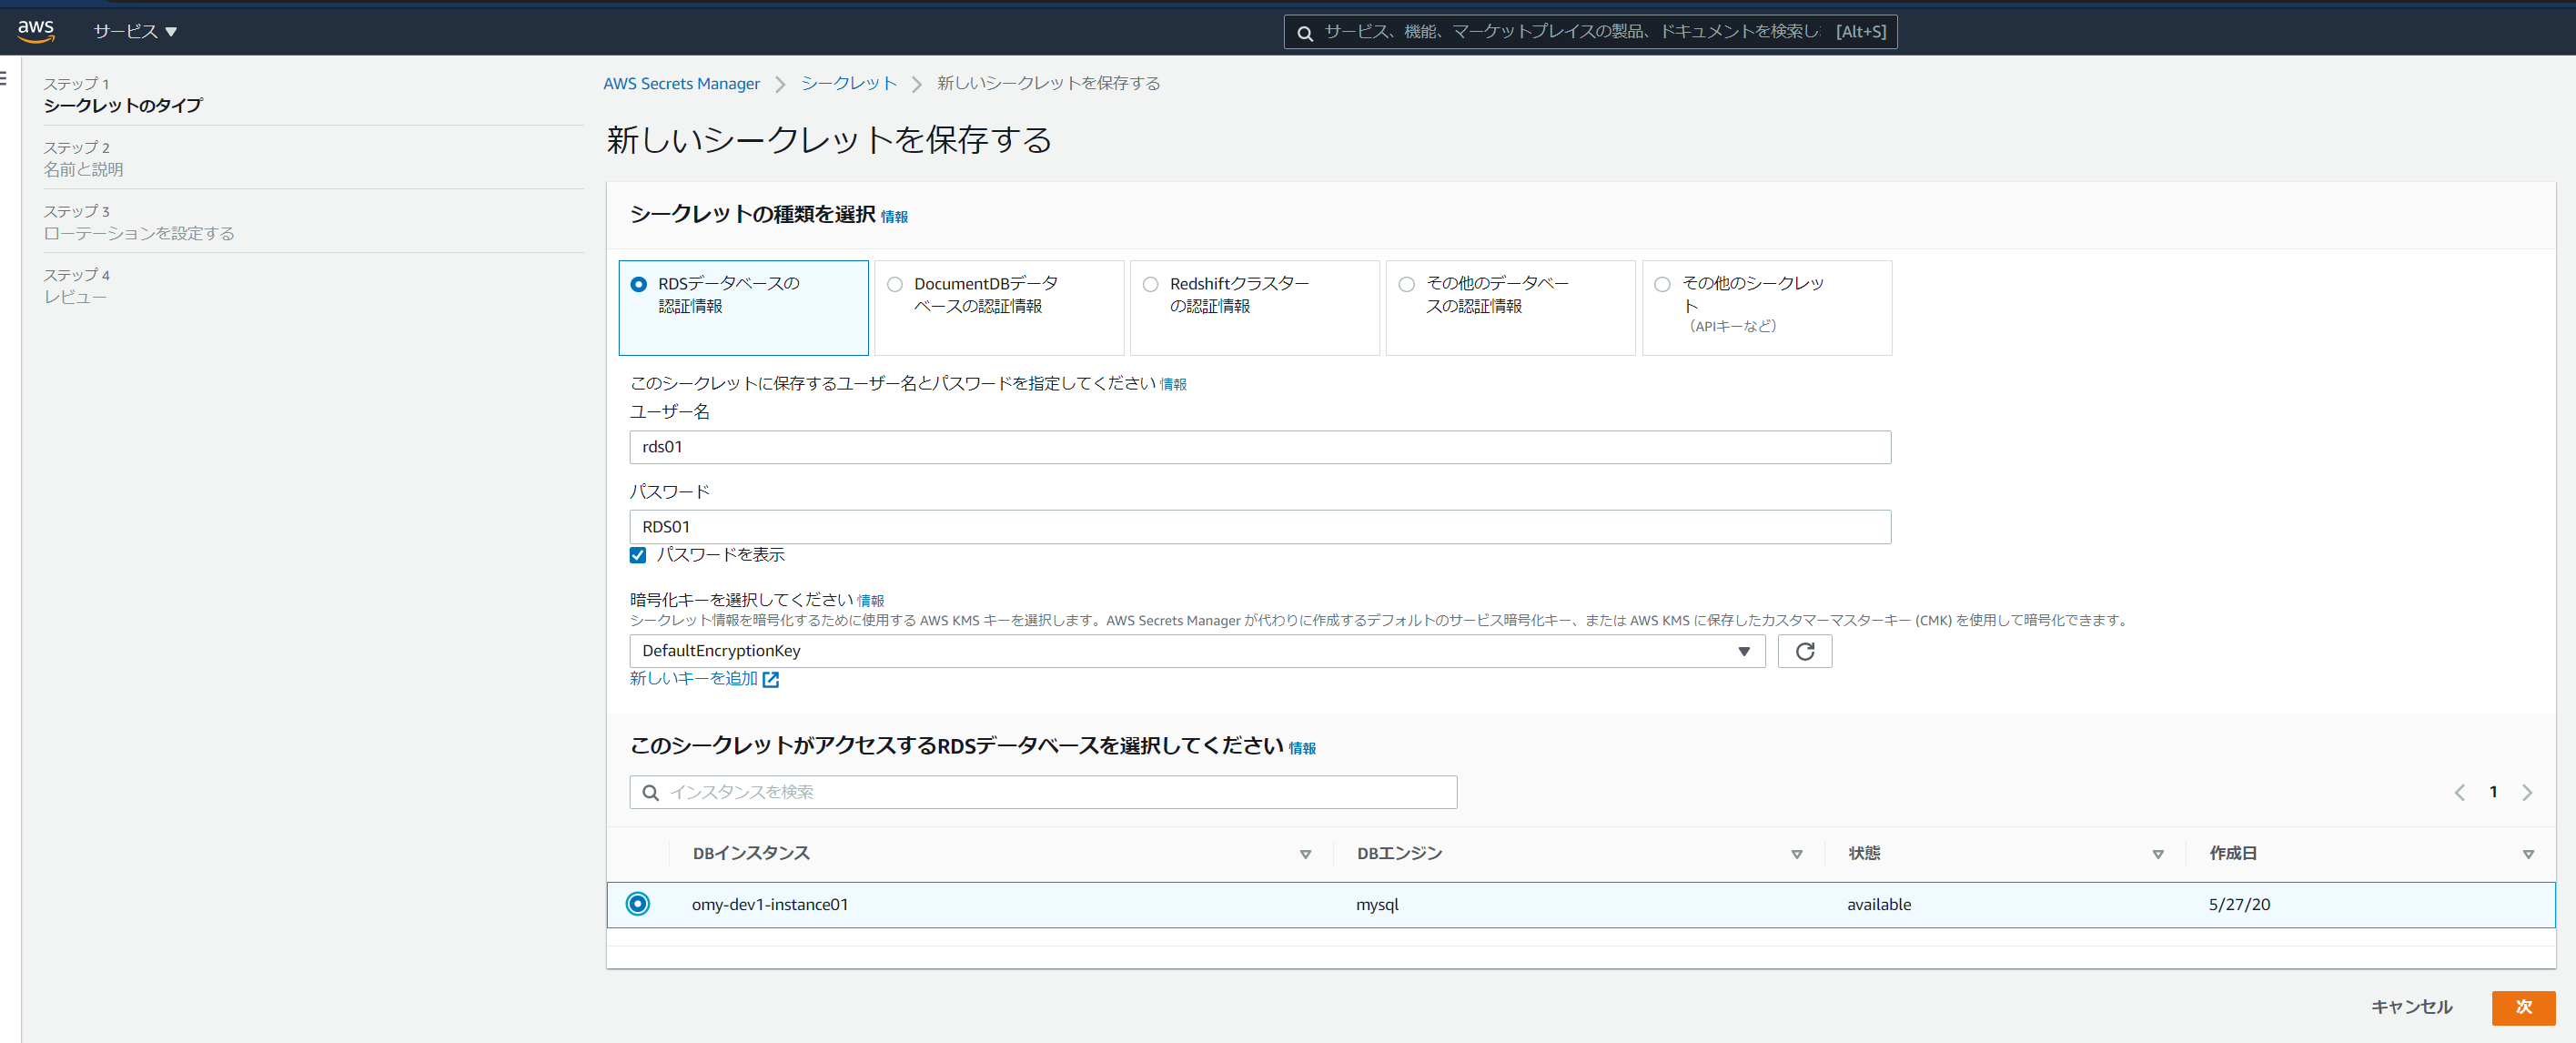 aws
サービス
サービス、機能、マーケットプレイスの製品、ドキュメントを検索し
[Alt+S]
ステップ 1
シークレットのタイプ
ステップ 2
名前と説明
ステップ 3
ローテーションを設定する
ステップ 4
レビュー
AWS Secrets Manager
シークレット
新しいシークレットを保存する
新しいシークレットを保存する
シークレットの種類を選択 情報
RDSデータベースの
認証情報
DocumentDBデータ
ベースの認証情報
Redshiftクラスター
の認証情報
その他のデータベー
スの認証情報
その他のシークレッ
ト
（APIキーなど）
このシークレットに保存するユーザー名とパスワードを指定してください 情報
ユーザー名
rds01
パスワード
RDS01
パスワードを表示
暗号化キーを選択してください 情報
シークレット情報を暗号化するために使用する AWS KMS キーを選択します。AWS Secrets Manager が代わりに作成するデフォルトのサービス暗号化キー、または AWS KMS に保存したカスタマーマスターキー (CMK) を使用して暗号化できます。
DefaultEncryptionKey
新しいキーを追加
このシークレットがアクセスするRDSデータベースを選択してください 情報
インスタンスを検索
1
DBインスタンス
DBエンジン
状態
作成日
omy-dev1-instance01
mysql
available
5/27/20
キャンセル
次